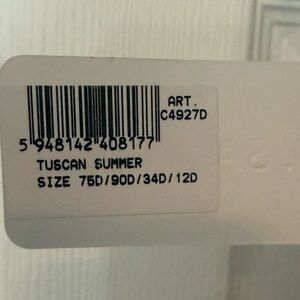 ART.
C4927D
5 948142 408177
TUSCAN SUMMER
SIZE 75D/90D/34D/12D